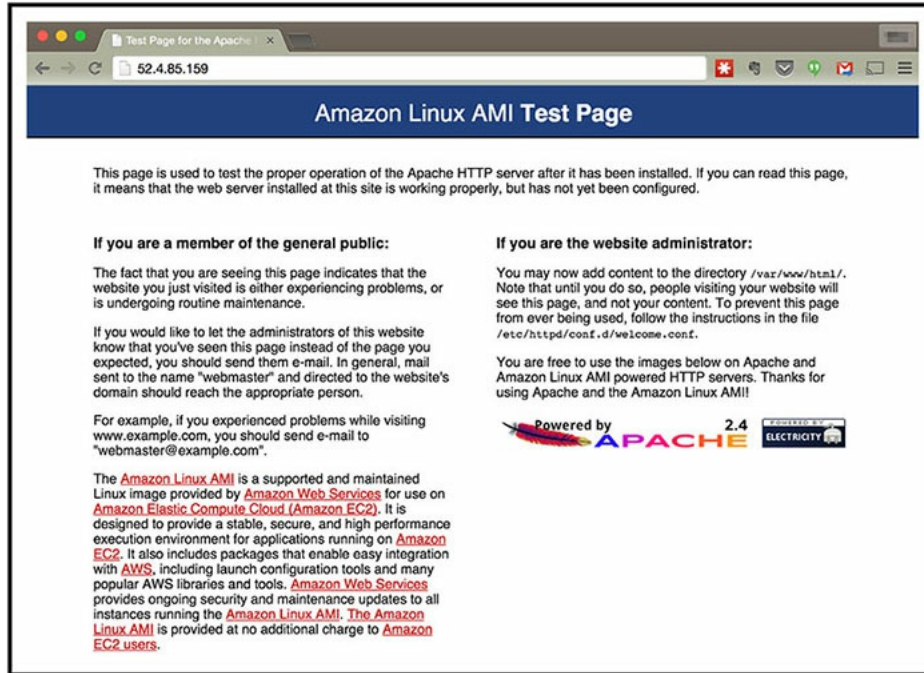 Test Page for the Apache
52.4.85.159
Amazon Linux AMI Test Page
This page is used to test the proper operation of the Apache HTTP server after it has been installed. If you can read this page,
it means that the web server installed at this site is working properly, but has not yet been configured.
If you are a member of the general public:
The fact that you are seeing this page indicates that the
website you just visited is either experiencing problems, or
is undergoing routine maintenance.
If you would like to let the administrators of this website
know that you've seen this page instead of the page you
expected, you should send them e-mail. In general, mail
sent to the name "webmaster" and directed to the website's
domain should reach the appropriate person.
For example, if you experienced problems while visiting
www.example.com, you should send e-mail to
"webmaster@example.com".
The Amazon Linux AMI is a supported and maintained
Linux image provided by Amazon Web Services for use on
Amazon Elastic Compute Cloud (Amazon EC2). It is
designed to provide a stable, secure, and high performance
execution environment for applications running on Amazon
EC2. It also includes packages that enable easy integration
with AWS, including launch configuration tools and many
popular AWS libraries and tools. Amazon Web Services
provides ongoing security and maintenance updates to all
instances running the Amazon Linux AMI. The Amazon
Linux AMI is provided at no additional charge to Amazon
EC2 users.
If you are the website administrator:
You may now add content to the directory /var/www/html/.
Note that until you do so, people visiting your website will
see this page, and not your content. To prevent this page
from ever being used, follow the instructions in the file
/etc/httpd/conf.d/welcome.conf.
You are free to use the images below on Apache and
Amazon Linux AMI powered HTTP servers. Thanks for
using Apache and the Amazon Linux AMI!
Powered by 2.4
APACHE
POWERED BY
ELECTRICITY